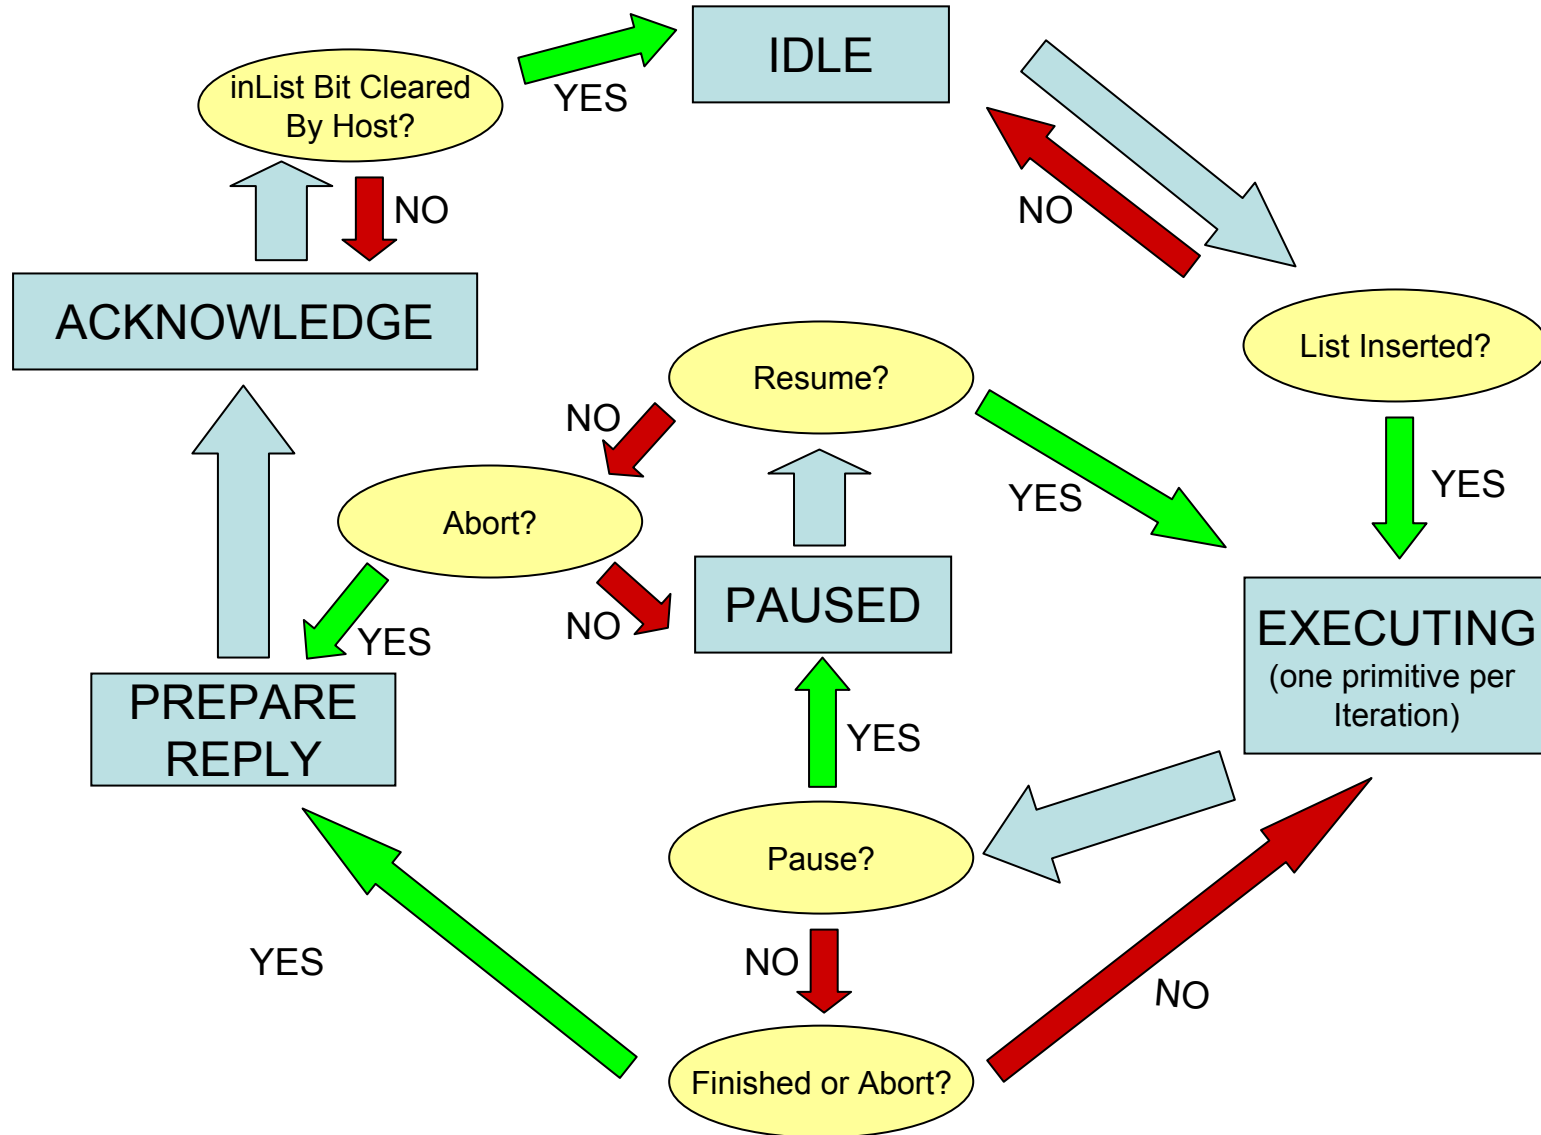 IDLE
inList Bit Cleared
By Host?
YES
NO
NO
ACKNOWLEDGE
List Inserted?
Resume?
NO
YES
YES
Abort?
NO
YES
PAUSED
EXECUTING
(one primitive per
Iteration)
PREPARE
REPLY
YES
Pause?
YES
NO
NO
Finished or Abort?